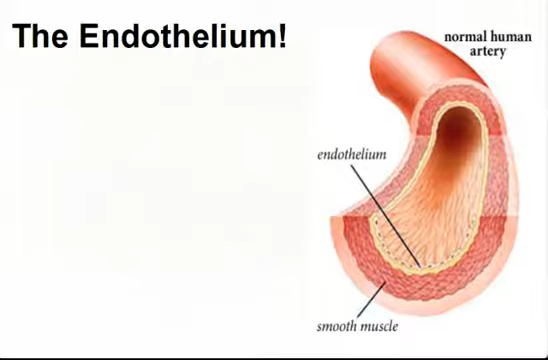 The Endothelium!
normal human
artery
endothelium
smooth muscle